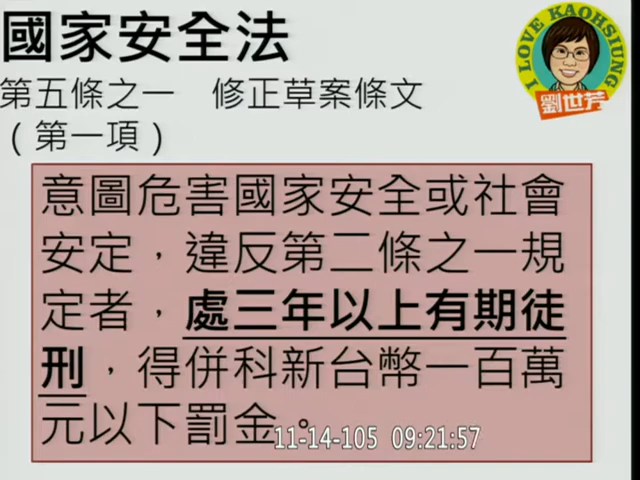 國家安全法
I LOVE KAOHSIUNG
劉世芳
第五條之一　修正草案條文
（第一項）
意圖危害國家安全或社會
安定，違反第二條之一規
定者，處三年以上有期徒
刑，得併科新台幣一百萬
元以下罰金。
11-14-105 09:21:57